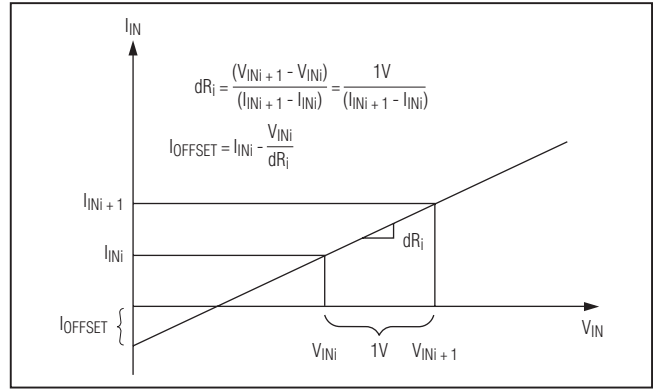 I_IN
dR_i = (V_INi + 1 - V_INi) / (I_INi + 1 - I_INi) = 1V / (I_INi + 1 - I_INi)
I_OFFSET = I_INi - V_INi / dR_i
I_INi + 1
I_INi
dR_i
I_OFFSET
V_IN
V_INi 1V V_INi + 1